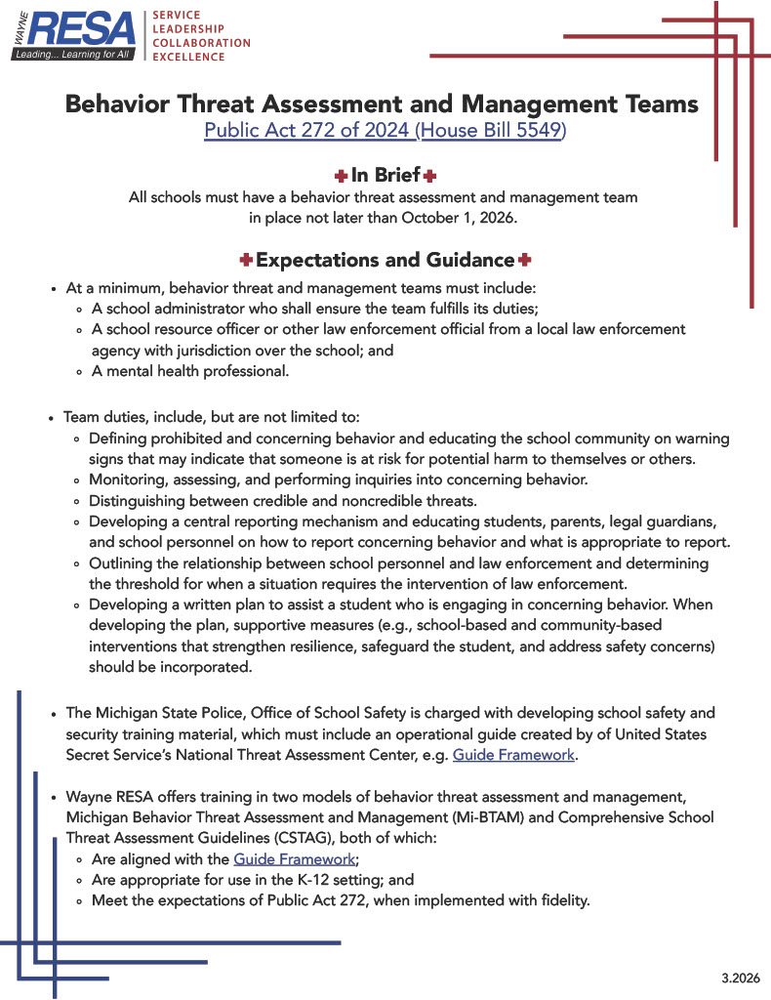 WAYNE
RESA
Leading... Learning for All
SERVICE
LEADERSHIP
COLLABORATION
EXCELLENCE
Behavior Threat Assessment and Management Teams
Public Act 272 of 2024 (House Bill 5549)
In Brief
All schools must have a behavior threat assessment and management team
in place not later than October 1, 2026.
Expectations and Guidance
• At a minimum, behavior threat and management teams must include:
◦ A school administrator who shall ensure the team fulfills its duties;
◦ A school resource officer or other law enforcement official from a local law enforcement
agency with jurisdiction over the school; and
◦ A mental health professional.
• Team duties, include, but are not limited to:
◦ Defining prohibited and concerning behavior and educating the school community on warning
signs that may indicate that someone is at risk for potential harm to themselves or others.
◦ Monitoring, assessing, and performing inquiries into concerning behavior.
◦ Distinguishing between credible and noncredible threats.
◦ Developing a central reporting mechanism and educating students, parents, legal guardians,
and school personnel on how to report concerning behavior and what is appropriate to report.
◦ Outlining the relationship between school personnel and law enforcement and determining
the threshold for when a situation requires the intervention of law enforcement.
◦ Developing a written plan to assist a student who is engaging in concerning behavior. When
developing the plan, supportive measures (e.g., school-based and community-based
interventions that strengthen resilience, safeguard the student, and address safety concerns)
should be incorporated.
• The Michigan State Police, Office of School Safety is charged with developing school safety and
security training material, which must include an operational guide created by of United States
Secret Service's National Threat Assessment Center, e.g. Guide Framework.
• Wayne RESA offers training in two models of behavior threat assessment and management,
Michigan Behavior Threat Assessment and Management (Mi-BTAM) and Comprehensive School
Threat Assessment Guidelines (CSTAG), both of which:
◦ Are aligned with the Guide Framework;
◦ Are appropriate for use in the K-12 setting; and
◦ Meet the expectations of Public Act 272, when implemented with fidelity.
3.2026